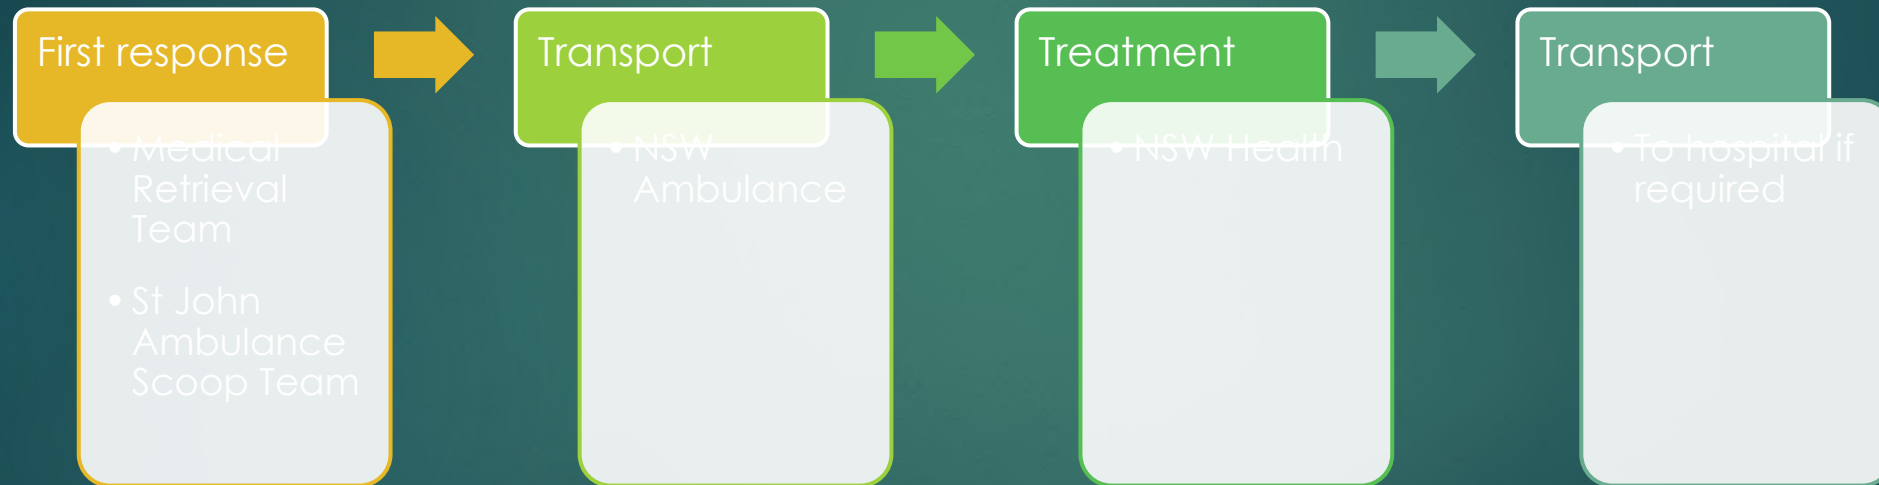 First response
• Medical
Retrieval
Team
• St John
Ambulance
Scoop Team
Transport
• NSW
Ambulance
Treatment
• NSW Health
Transport
• To hospital if
required